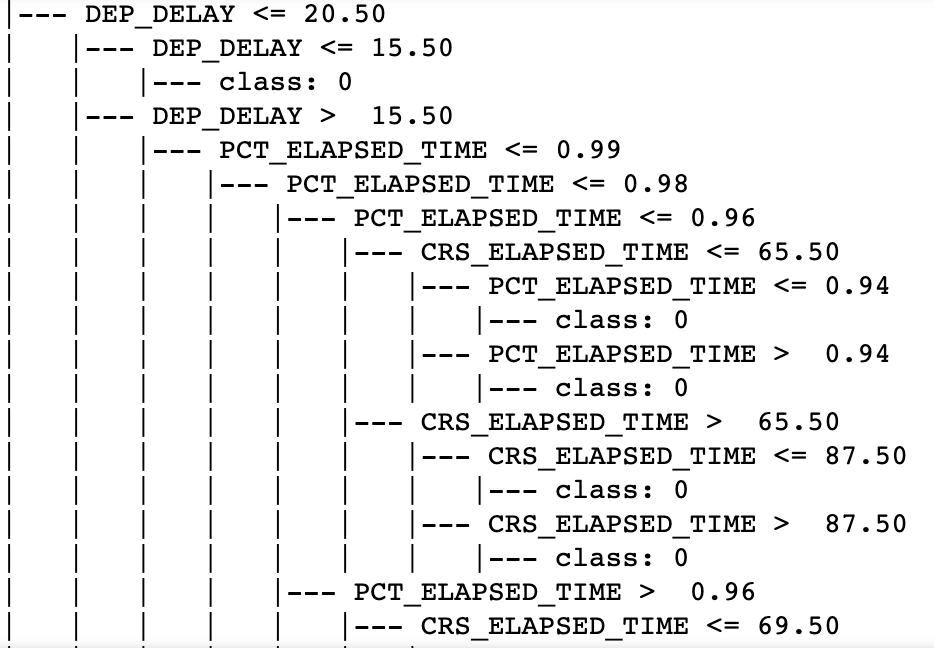 |--- DEP_DELAY <= 20.50
|   |--- DEP_DELAY <= 15.50
|   |   |--- class: 0
|   |--- DEP_DELAY >  15.50
|   |   |--- PCT_ELAPSED_TIME <= 0.99
|   |   |   |--- PCT_ELAPSED_TIME <= 0.98
|   |   |   |   |--- PCT_ELAPSED_TIME <= 0.96
|   |   |   |   |   |--- CRS_ELAPSED_TIME <= 65.50
|   |   |   |   |   |   |--- PCT_ELAPSED_TIME <= 0.94
|   |   |   |   |   |   |   |--- class: 0
|   |   |   |   |   |   |--- PCT_ELAPSED_TIME >  0.94
|   |   |   |   |   |   |   |--- class: 0
|   |   |   |   |   |--- CRS_ELAPSED_TIME >  65.50
|   |   |   |   |   |   |--- CRS_ELAPSED_TIME <= 87.50
|   |   |   |   |   |   |   |--- class: 0
|   |   |   |   |   |   |--- CRS_ELAPSED_TIME >  87.50
|   |   |   |   |   |   |   |--- class: 0
|   |   |   |   |--- PCT_ELAPSED_TIME >  0.96
|   |   |   |   |   |--- CRS_ELAPSED_TIME <= 69.50